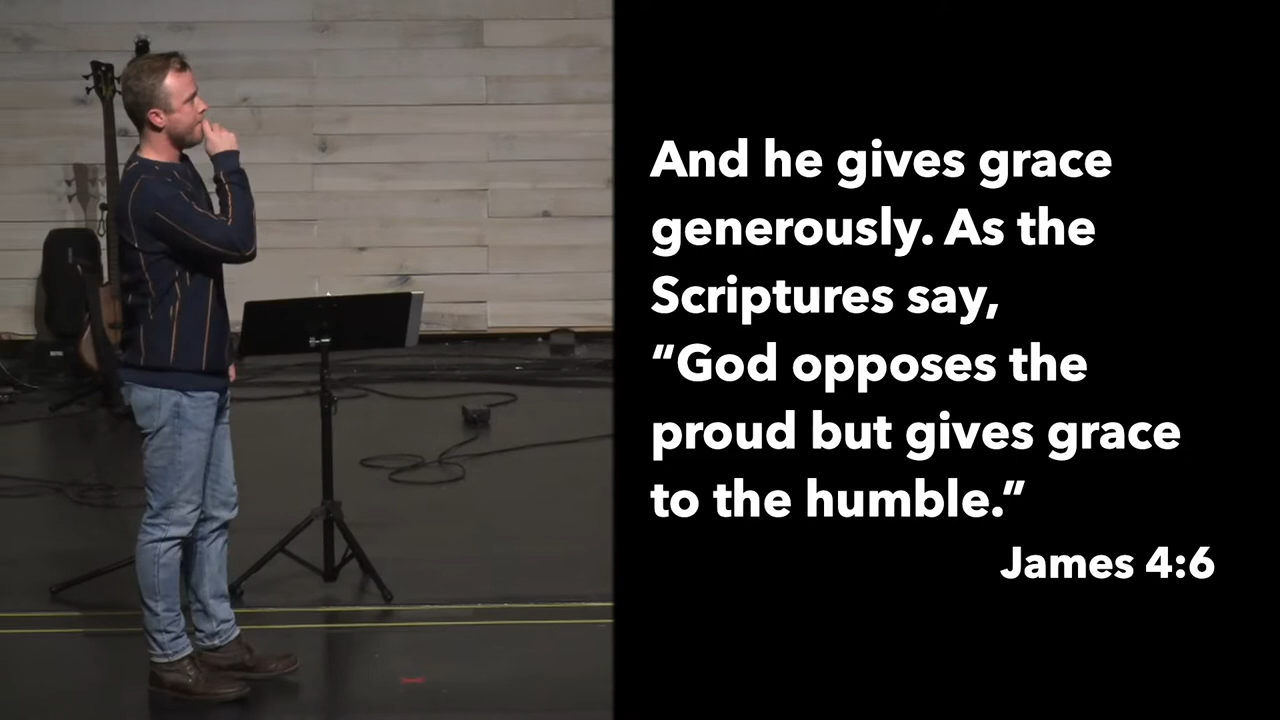 And he gives grace
generously. As the
Scriptures say,
“God opposes the
proud but gives grace
to the humble.”
James 4:6